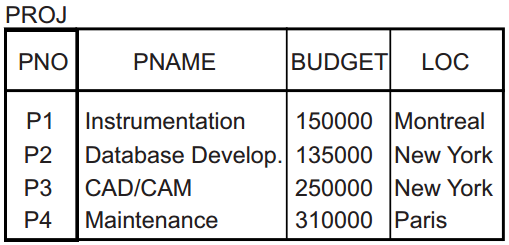 PROJ
PNO PNAME BUDGET LOC
P1 Instrumentation 150000 Montreal
P2 Database Develop. 135000 New York
P3 CAD/CAM 250000 New York
P4 Maintenance 310000 Paris